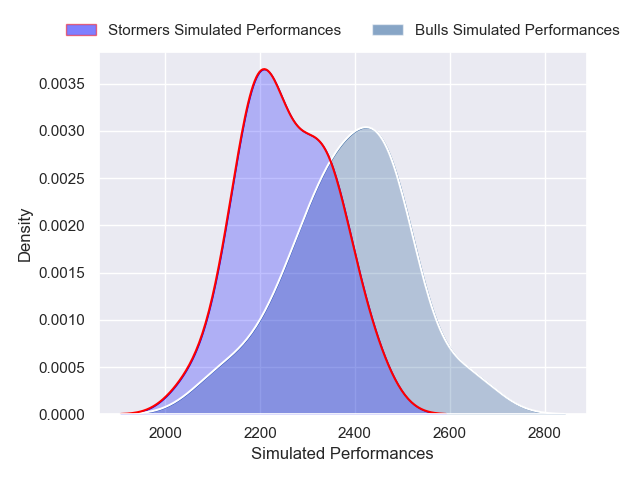 Stormers Simulated Performances
Bulls Simulated Performances
0.0035
0.0030
0.0025
0.0020
0.0015
0.0010
0.0005
0.0000
Density
2000 2200 2400 2600 2800
Simulated Performances